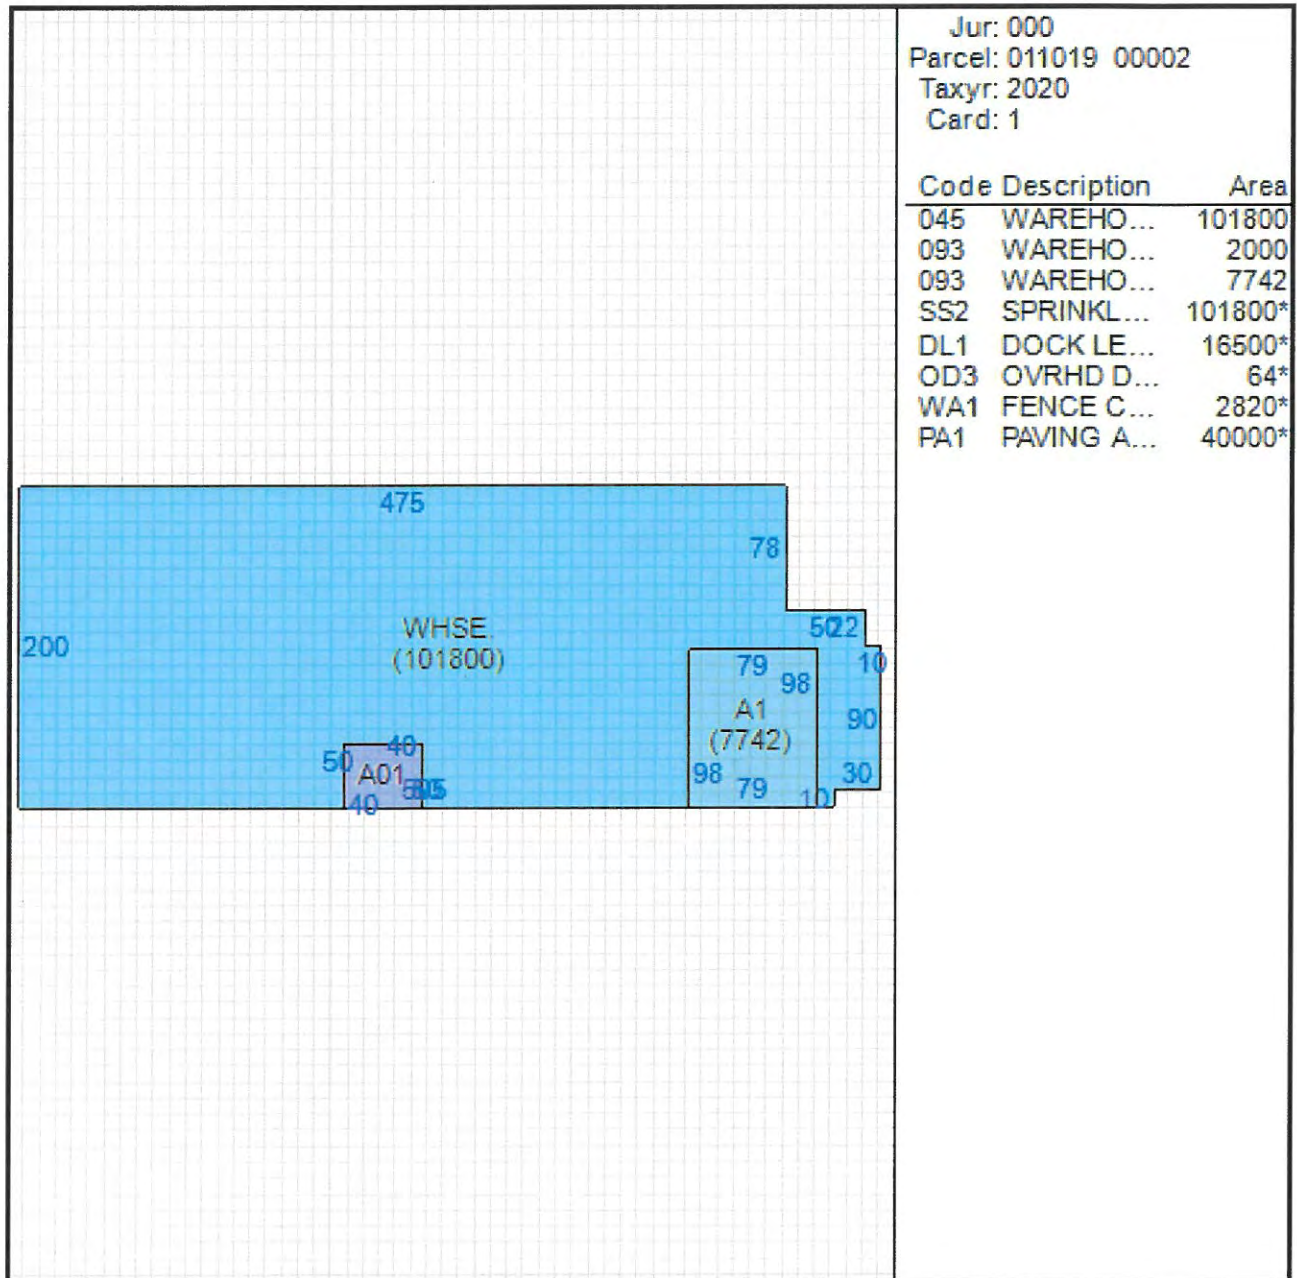 Jur: 000
Parcel: 011019 00002
Taxyr: 2020
Card: 1
Code Description Area
045 WAREHO... 101800
093 WAREHO... 2000
093 WAREHO... 7742
SS2 SPRINKL... 101800*
DL1 DOCK LE... 16500*
OD3 OVRHD D... 64*
WA1 FENCE C... 2820*
PA1 PAVING A... 40000*
475
78
WHSE.
(101800)
200
50 22
10
79
98
A1
(7742)
90
98
79
30
10
40
50
A01
40